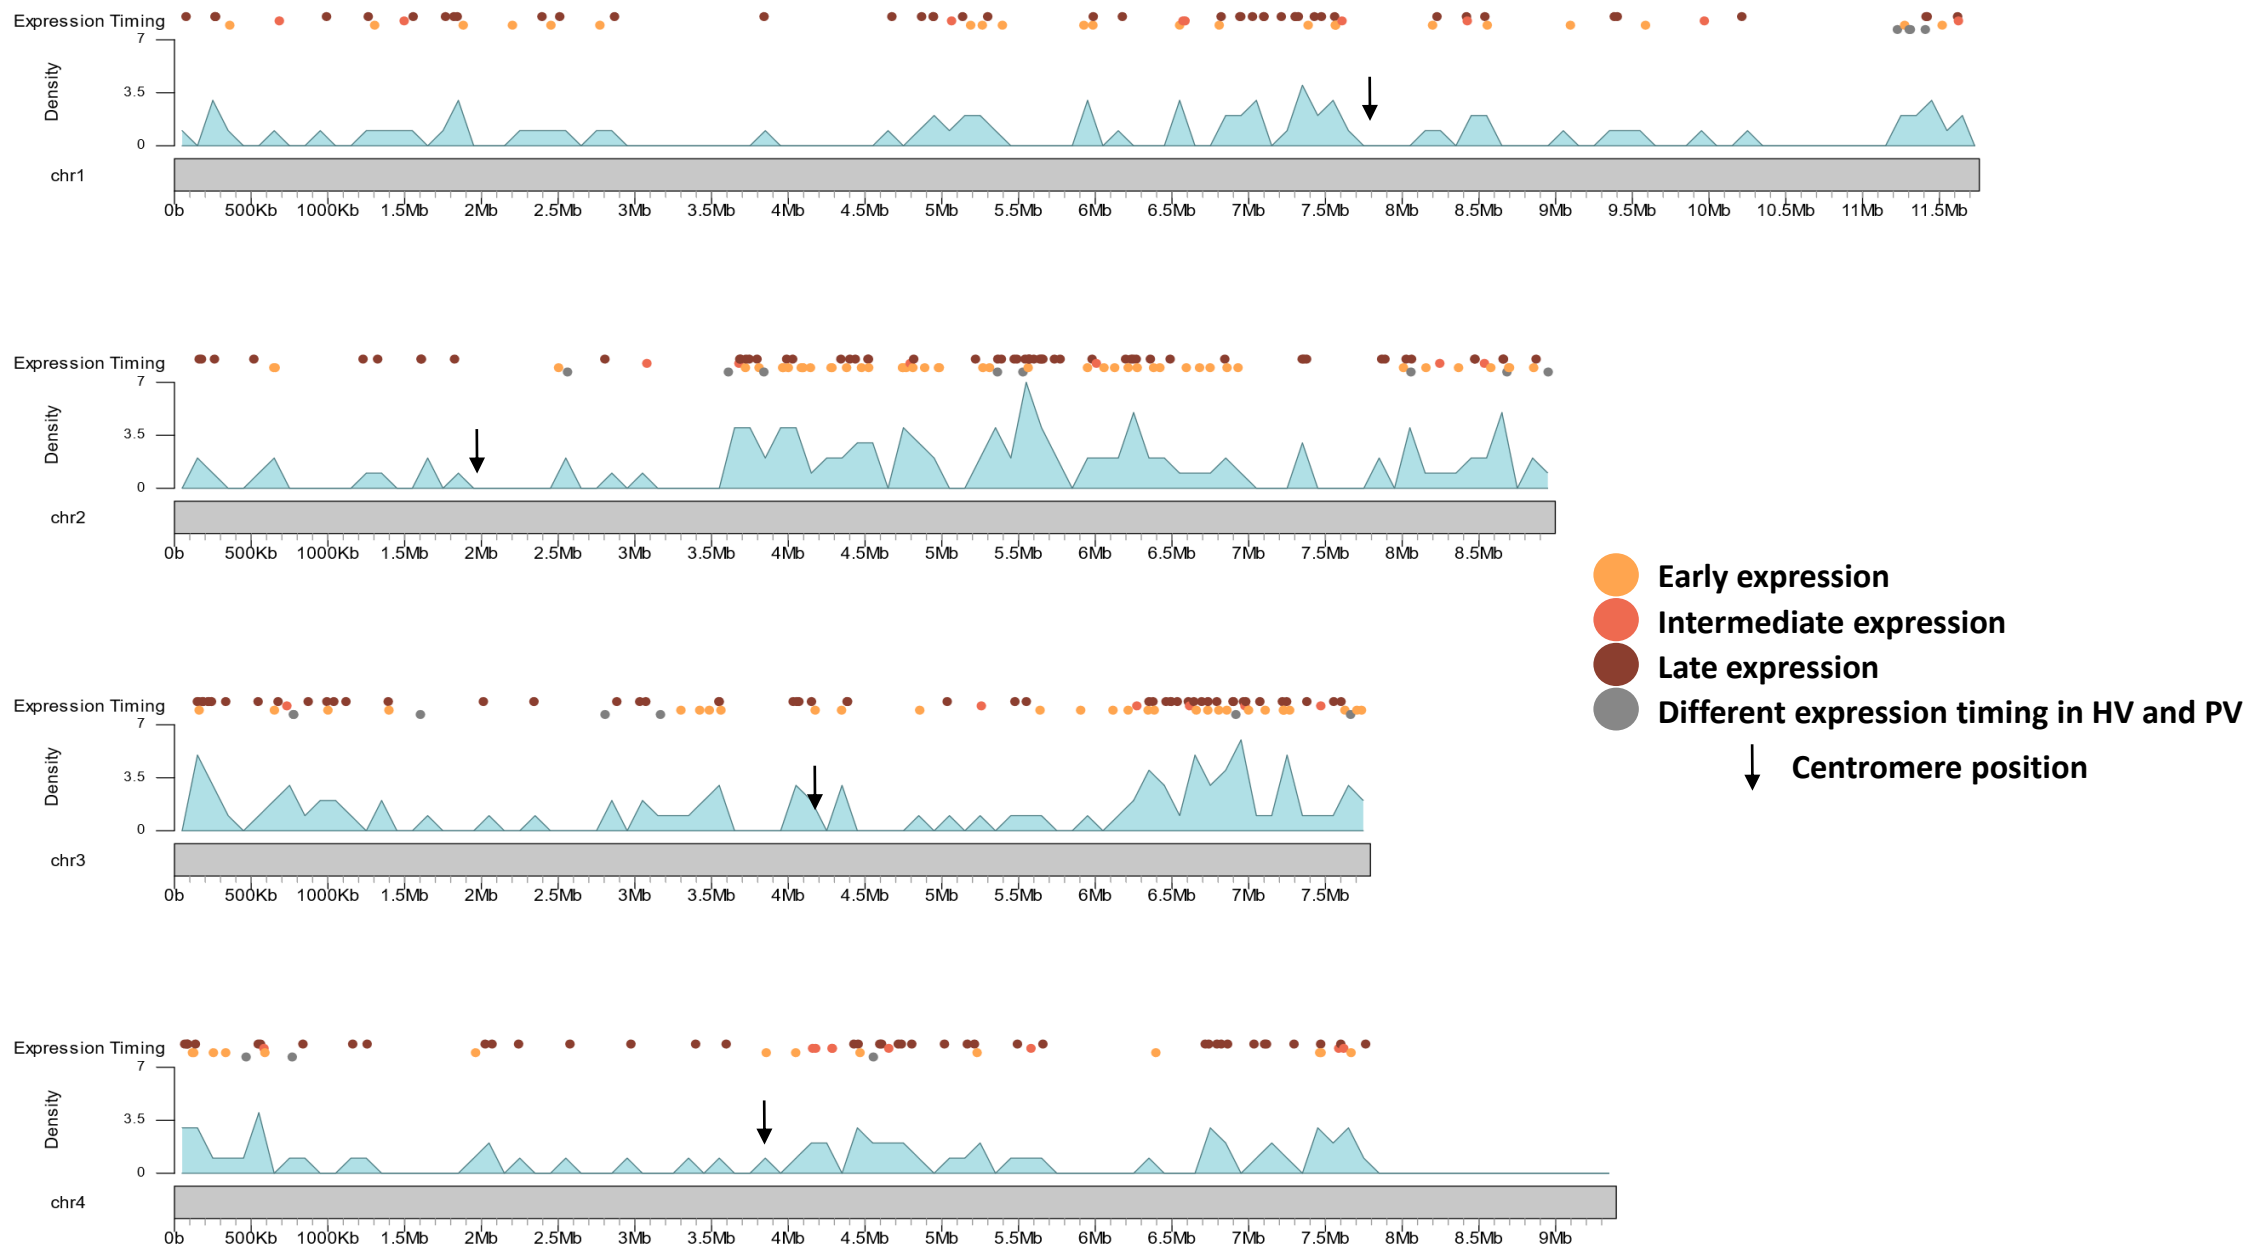 Expression Timing
7
3.5
0
Density
chr1
0b 500Kb 1000Kb 1.5Mb 2Mb 2.5Mb 3Mb 3.5Mb 4Mb 4.5Mb 5Mb 5.5Mb 6Mb 6.5Mb 7Mb 7.5Mb 8Mb 8.5Mb 9Mb 9.5Mb 10Mb 10.5Mb 11Mb 11.5Mb
Expression Timing
7
3.5
0
Density
chr2
0b 500Kb 1000Kb 1.5Mb 2Mb 2.5Mb 3Mb 3.5Mb 4Mb 4.5Mb 5Mb 5.5Mb 6Mb 6.5Mb 7Mb 7.5Mb 8Mb 8.5Mb
Early expression
Intermediate expression
Late expression
Different expression timing in HV and PV
Centromere position
Expression Timing
7
3.5
0
Density
chr3
0b 500Kb 1000Kb 1.5Mb 2Mb 2.5Mb 3Mb 3.5Mb 4Mb 4.5Mb 5Mb 5.5Mb 6Mb 6.5Mb 7Mb 7.5Mb
Expression Timing
7
3.5
0
Density
chr4
0b 500Kb 1000Kb 1.5Mb 2Mb 2.5Mb 3Mb 3.5Mb 4Mb 4.5Mb 5Mb 5.5Mb 6Mb 6.5Mb 7Mb 7.5Mb 8Mb 8.5Mb 9Mb